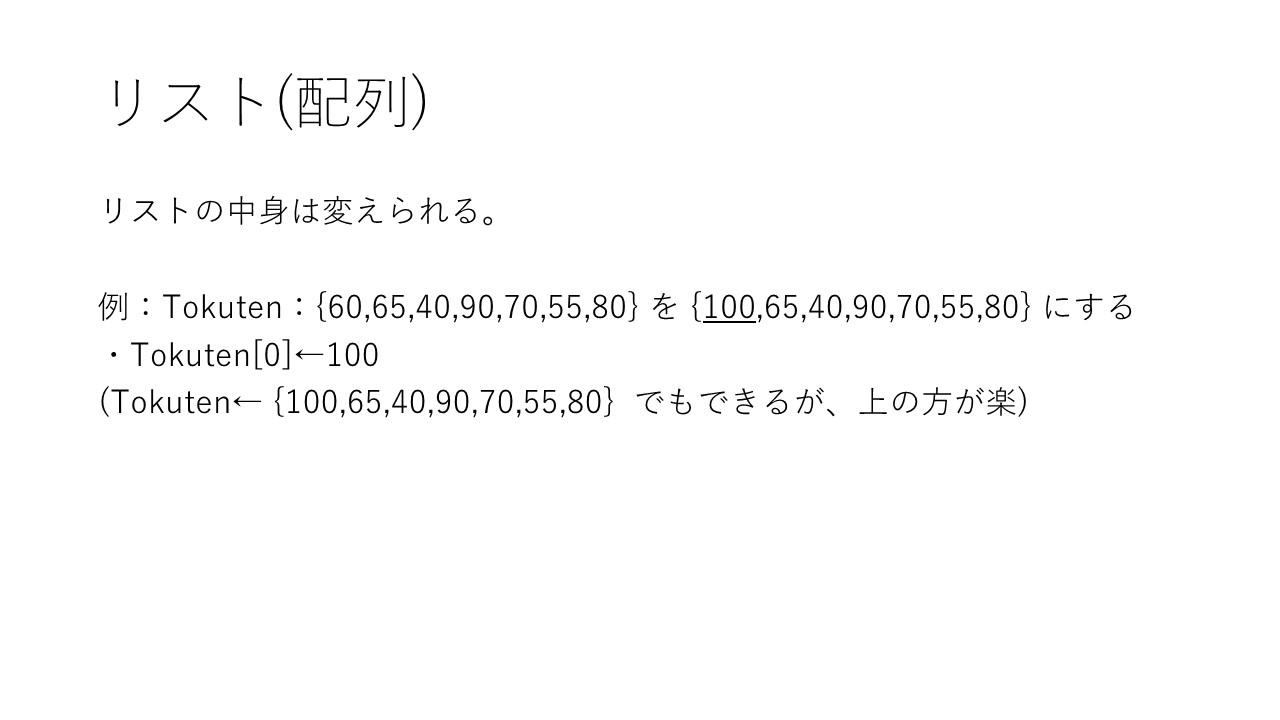 リスト(配列)
リストの中身は変えられる。
例：Tokuten：{60,65,40,90,70,55,80} を {100,65,40,90,70,55,80} にする
・Tokuten[0]←100
(Tokuten← {100,65,40,90,70,55,80}  でもできるが、上の方が楽)